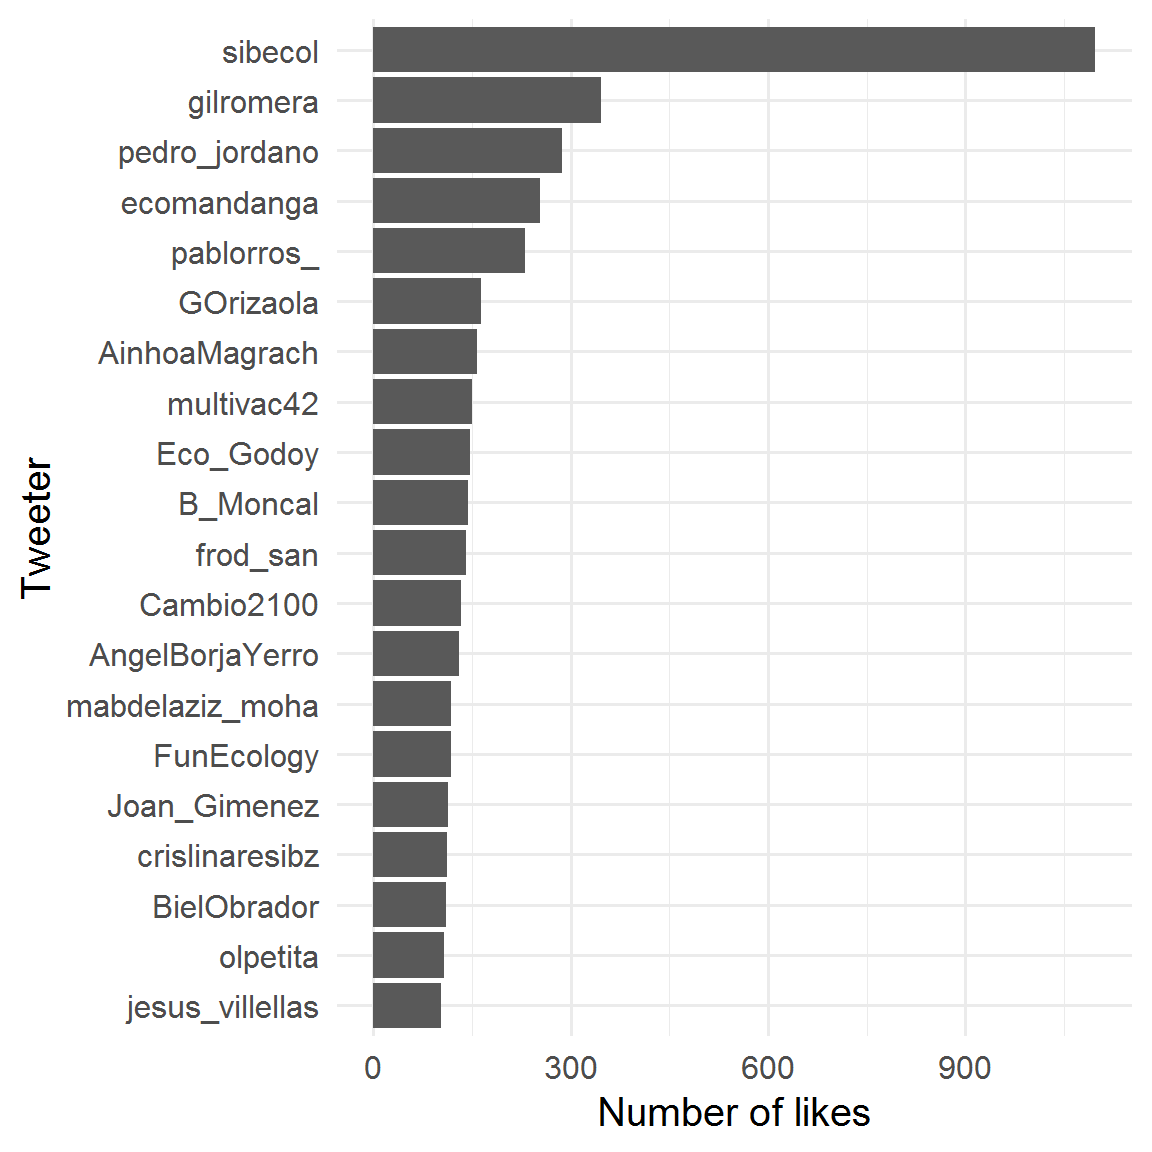 sibecol
gilromera
pedro_jordano
ecomandanga
pablorros_
GOrizaola
AinhoaMagrach
multivac42
Eco_Godoy
B_Moncal
frod_san
Cambio2100
AngelBorjaYerro
mabdelaziz_moha
FunEcology
Joan_Gimenez
crislinaresibz
BielObrador
olpetita
jesus_villellas
Tweeter
0 300 600 900
Number of likes